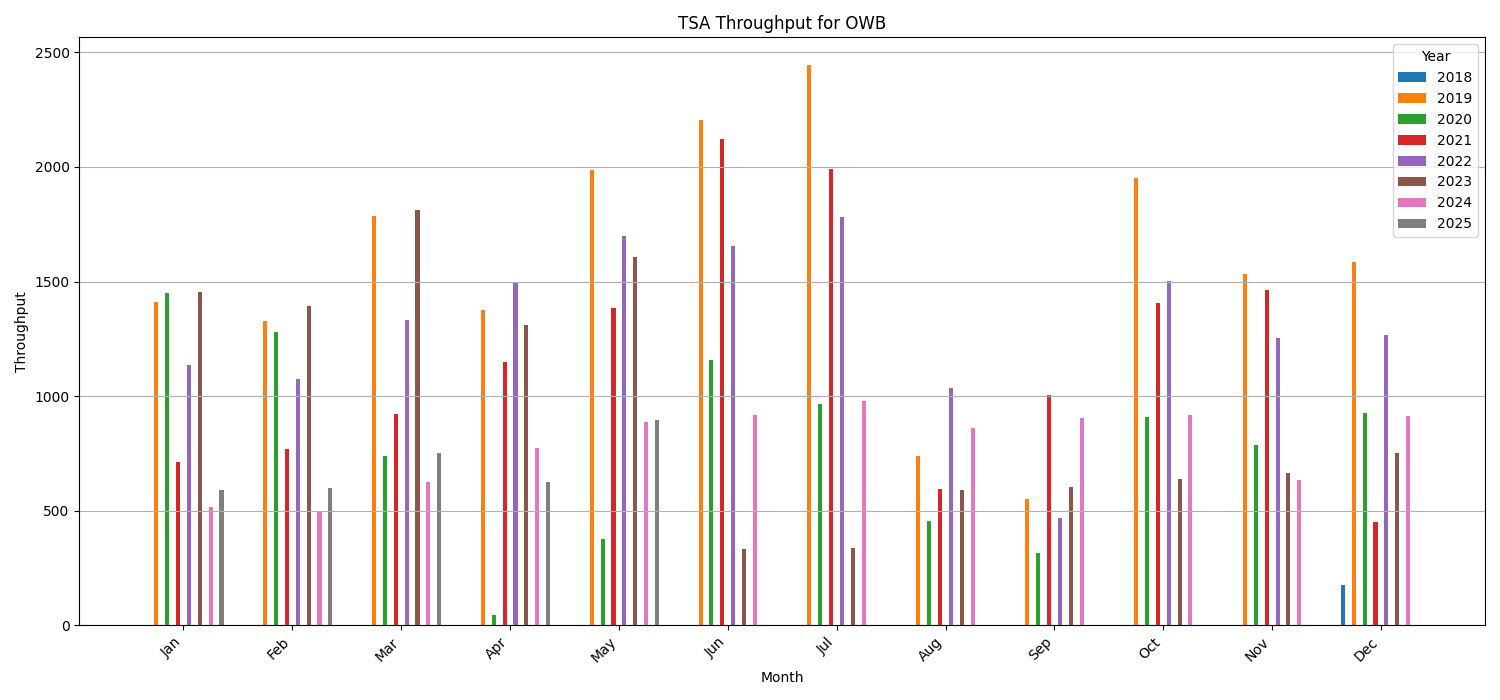 TSA Throughput for OWB
Throughput
2500
2000
1500
1000
500
0
Year
2018
2019
2020
2021
2022
2023
2024
2025
Jan
Feb
Mar
Apr
May
Jun
Jul
Aug
Sep
Oct
Nov
Dec
Month